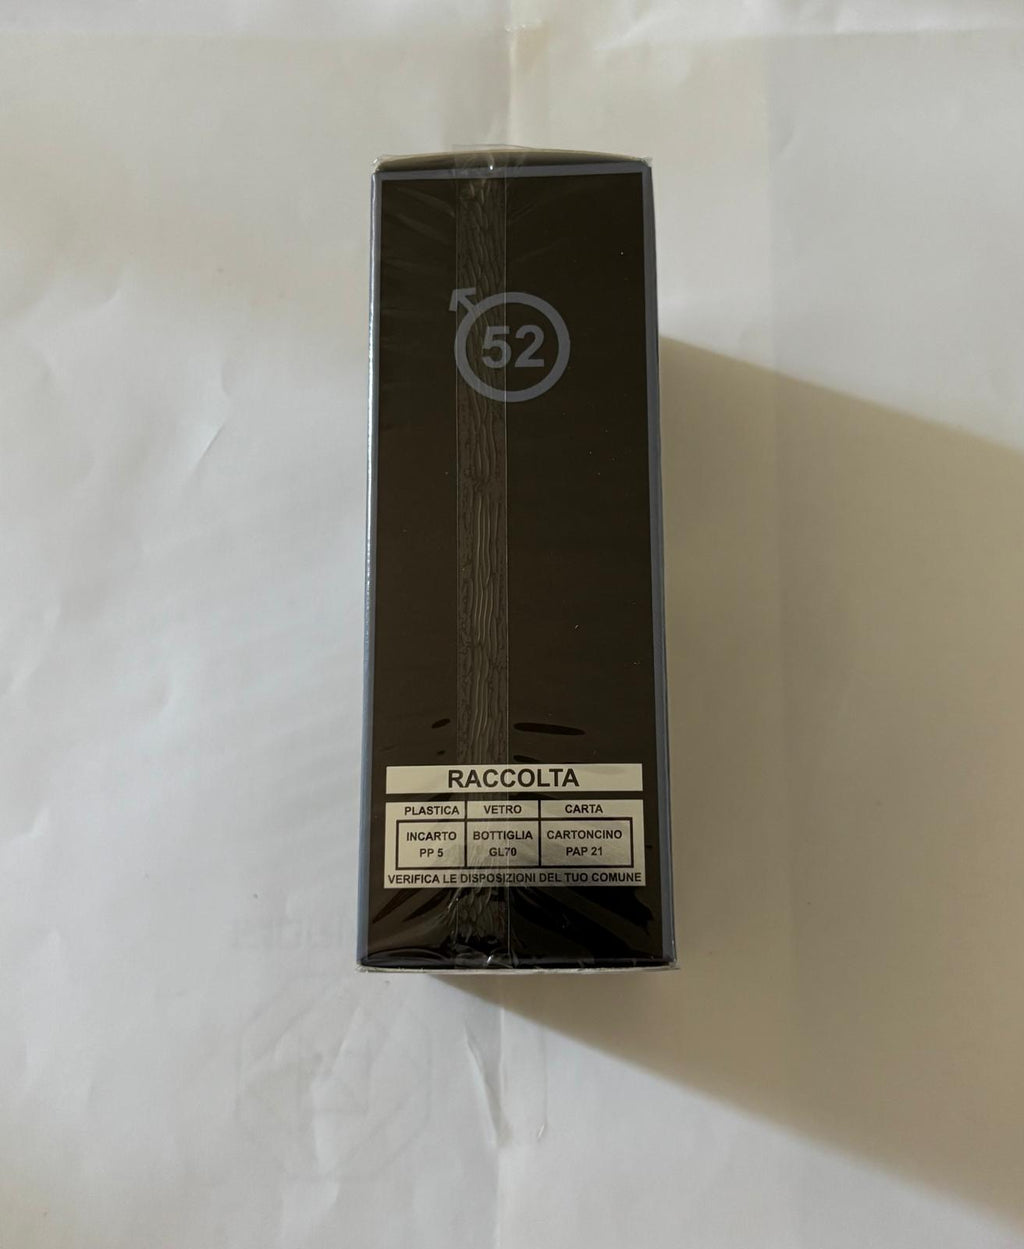 52
RACCOLTA
PLASTICA VETRO CARTA
INCARTO BOTTIGLIA CARTONCINO
PP 5 GL70 PAP 21
VERIFICA LE DISPOSIZIONI DEL TUO COMUNE